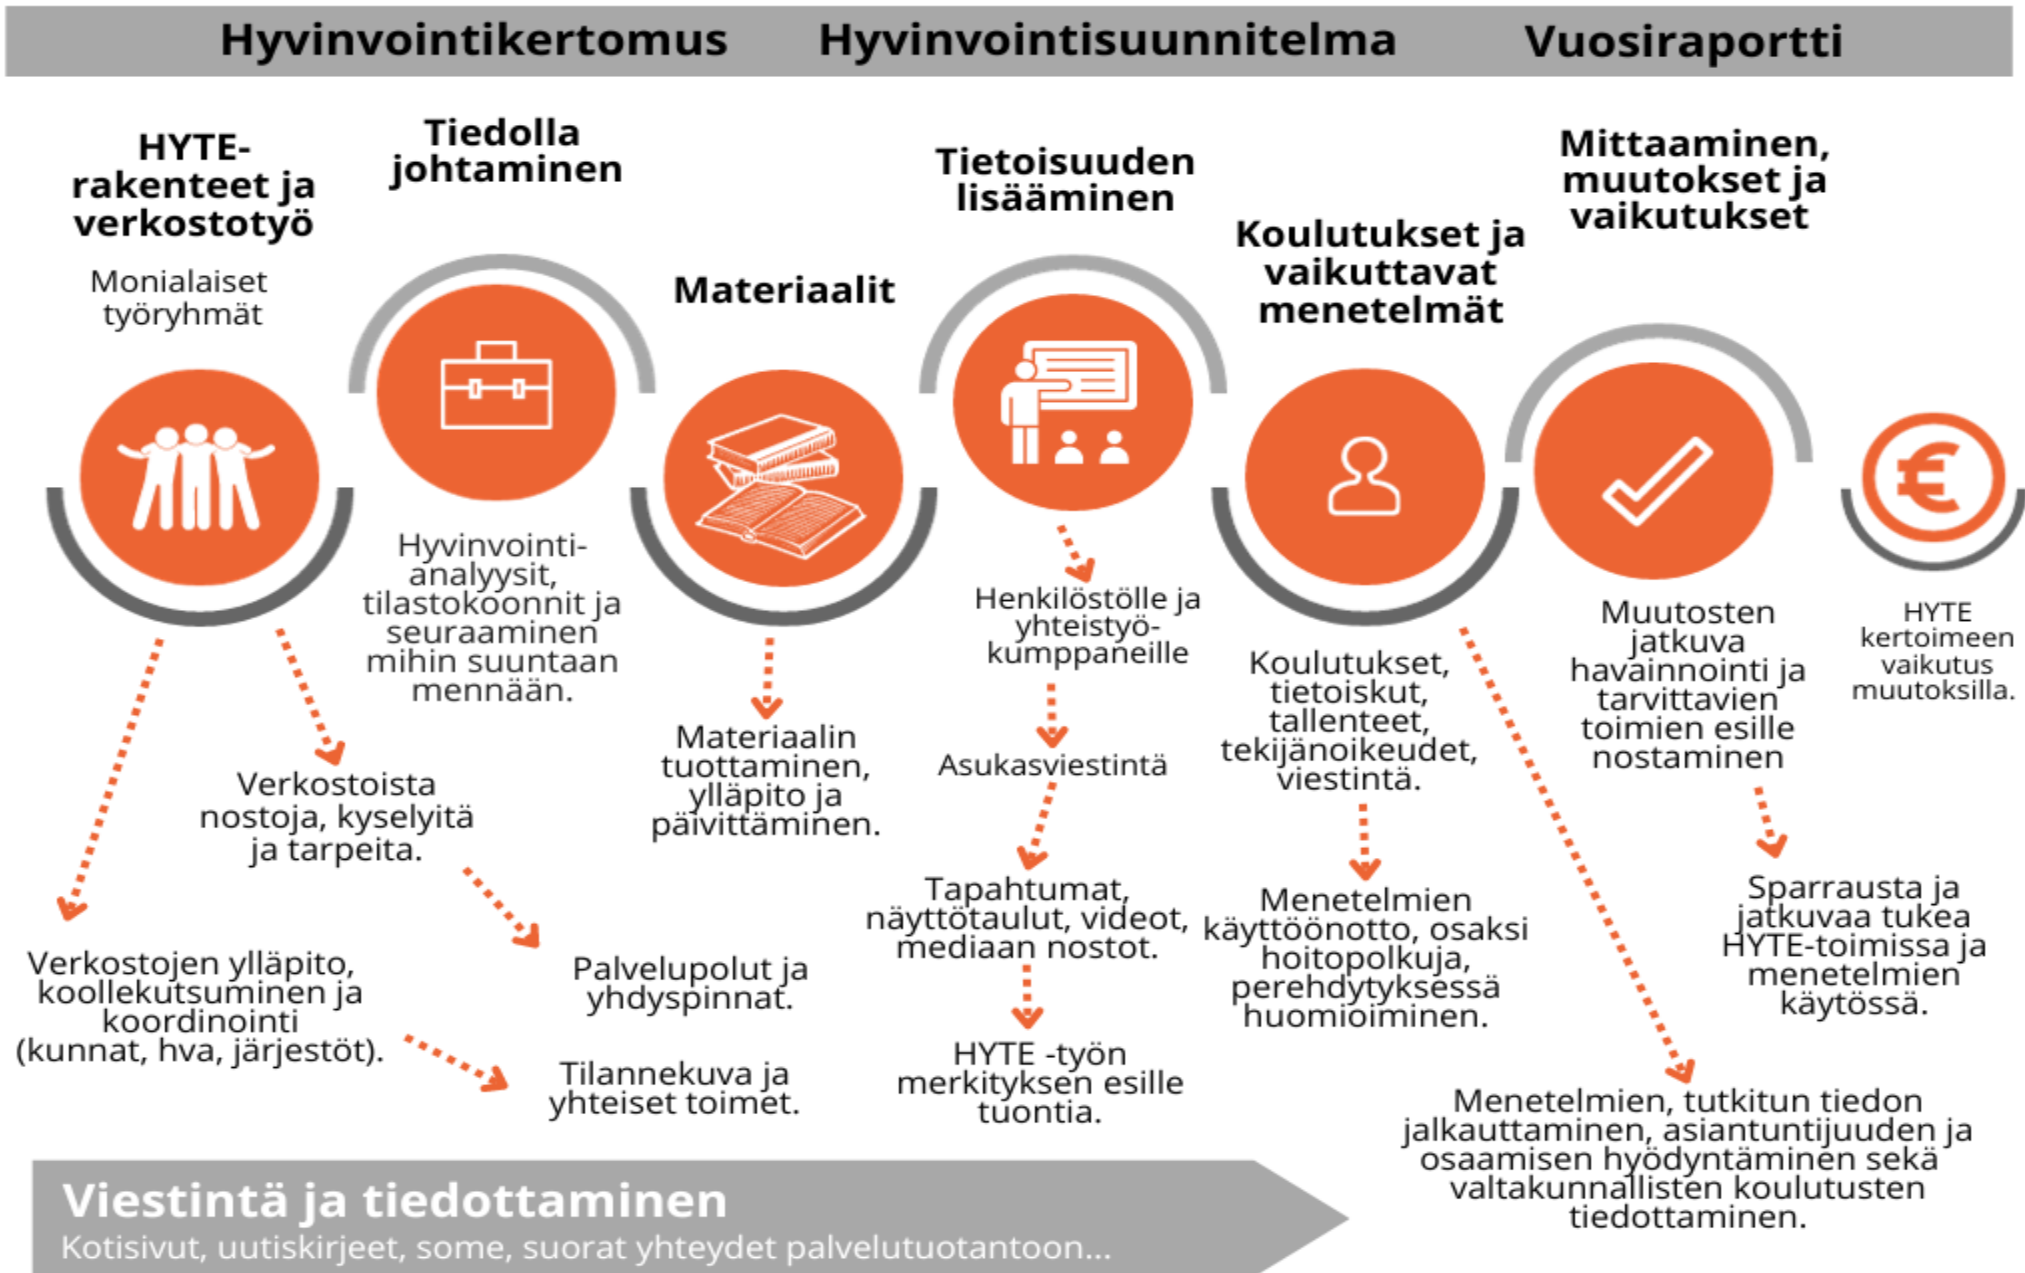 Hyvinvointikertomus Hyvinvointisuunnitelma Vuosiraportti
HYTE-
rakenteet ja
verkostotyö
Monialaiset
työryhmät
Verkostojen ylläpito,
koollekutsuminen ja
koordinointi
(kunnat, hva, järjestöt).
Verkostoista
nostoja, kyselyitä
ja tarpeita.
Palvelupolut ja
yhdyspinnat.
Tilannekuva ja
yhteiset toimet.
Tiedolla
johtaminen
Hyvinvointi-
analyysit,
tilastokoonnit ja
seuraaminen
mihin suuntaan
mennään.
Materiaalit
Materiaalin
tuottaminen,
ylläpito ja
päivittäminen.
Tietoisuuden
lisääminen
Henkilöstölle ja
yhteistyö-
kumppaneille
Asukasviestintä
Tapahtumat,
näyttötaulut, videot,
mediaan nostot.
HYTE -työn
merkityksen esille
tuontia.
Koulutukset ja
vaikuttavat
menetelmät
Koulutukset,
tietoiskut,
tallenteet,
tekijänoikeudet,
viestintä.
Menetelmien
käyttöönotto, osaksi
hoitopolkuja,
perehdytyksessä
huomioiminen.
Menetelmien, tutkitun tiedon
jalkauttaminen, asiantuntijuuden ja
osaamisen hyödyntäminen sekä
valtakunnallisten koulutusten
tiedottaminen.
Mittaaminen,
muutokset ja
vaikutukset
Muutosten
jatkuva
havainnointi ja
tarvittavien
toimien esille
nostaminen
Sparrausta ja
jatkuvaa tukea
HYTE-toimissa ja
menetelmien
käytössä.
€
HYTE
kertoimeen
vaikutus
muutoksilla.
Viestintä ja tiedottaminen
Kotisivut, uutiskirjeet, some, suorat yhteydet palvelutuotantoon...